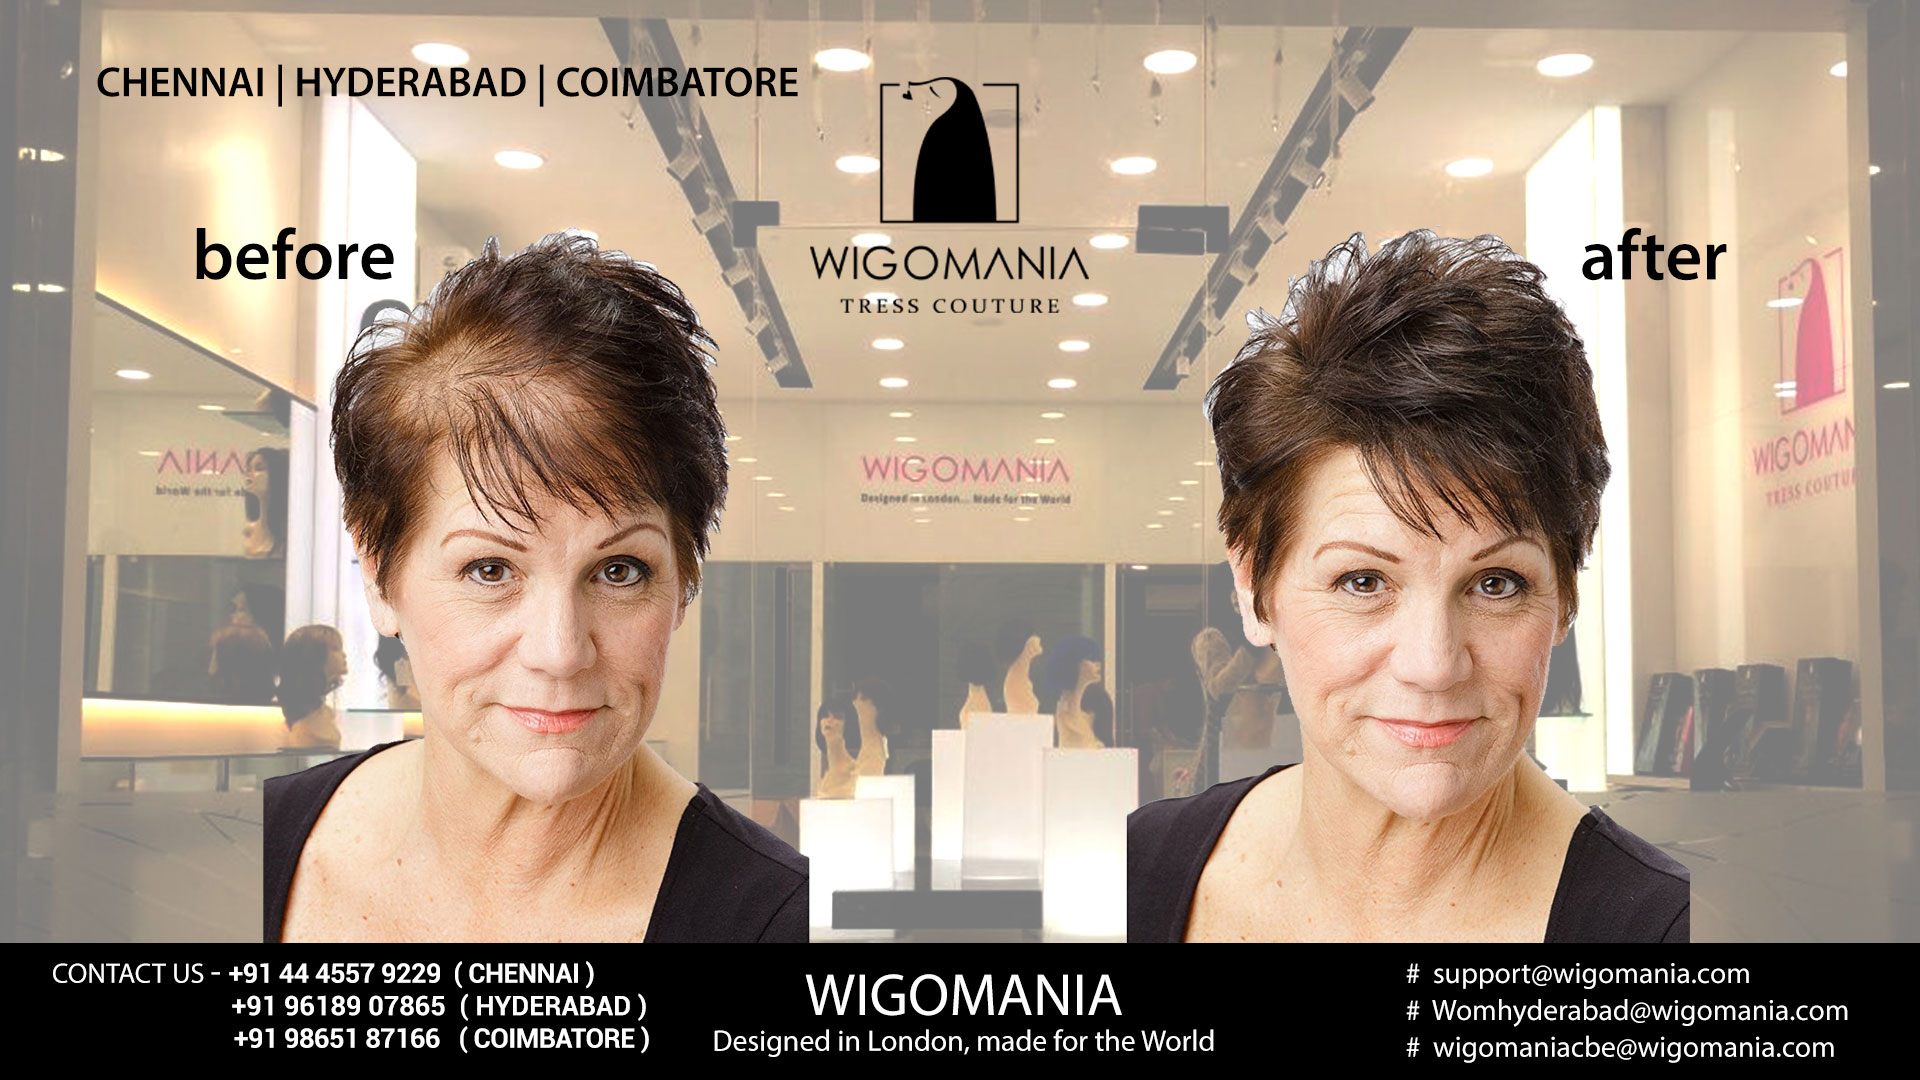 CHENNAI | HYDERABAD | COIMBATORE
WIGOMANIA
TRESS COUTURE
before
after
WIGOMANIA
Designed in London... Made for the World
WIGOMAN
TRESS COUTU
CONTACT US - +91 44 4557 9229 ( CHENNAI )
+91 96189 07865 ( HYDERABAD )
+91 98651 87166 ( COIMBATORE )
WIGOMANIA
Designed in London, made for the World
# support@wigomania.com
# Womhyderabad@wigomania.com
# wigomaniacbe@wigomania.com